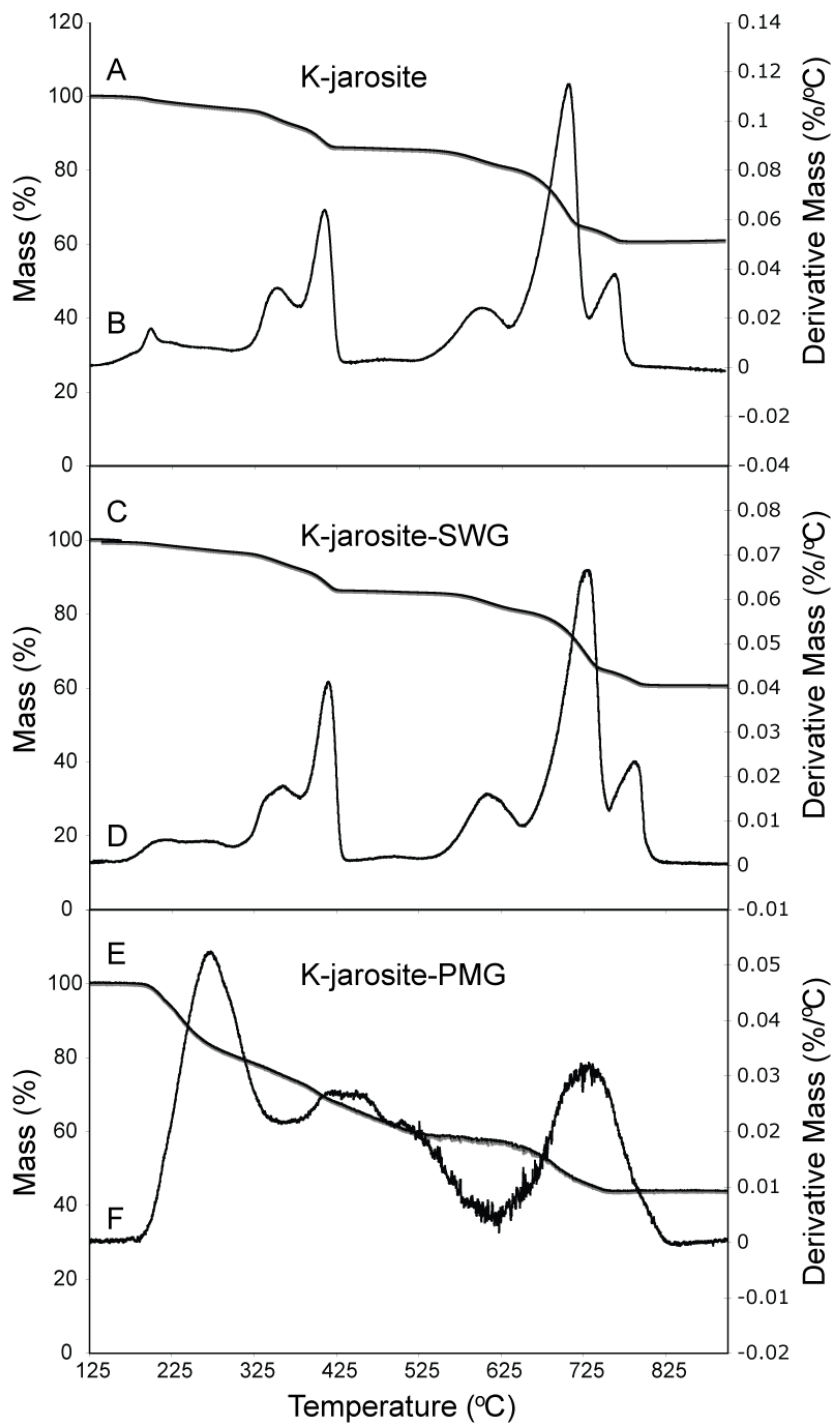 120
0.14
A
K-jarosite
0.12
100
0.1
80
0.08
Mass (%)
60
0.06
Derivative Mass (%/ºC)
0.04
40
B
0.02
0
20
-0.02
0
-0.04
C
K-jarosite-SWG
0.08
100
0.07
80
0.06
0.05
Mass (%)
60
0.04
Derivative Mass (%/ºC)
0.03
40
0.02
20
D
0.01
0
0
-0.01
E
K-jarosite-PMG
100
0.05
80
0.04
Mass (%)
60
0.03
Derivative Mass (%/ºC)
0.02
40
0.01
F
0
20
-0.01
0
-0.02
125 225 325 425 525 625 725 825
Temperature (ºC)